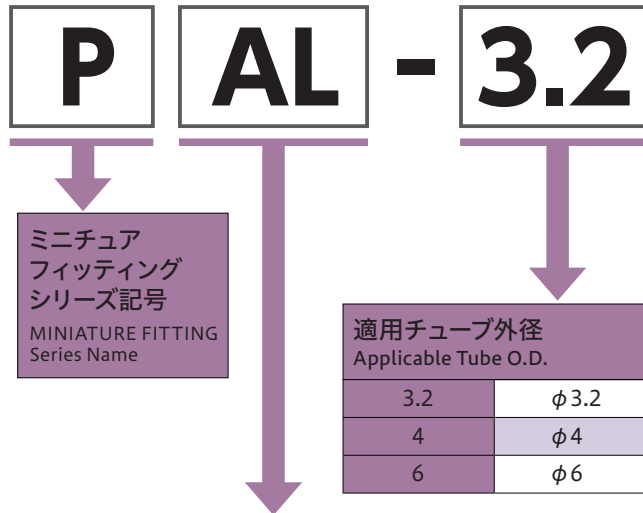 P AL - 3.2
ミニチュア
フィッティング
シリーズ記号
MINIATURE FITTING
Series Name
適用チューブ外径
Applicable Tube O.D.
3.2 φ3.2
4 φ4
6 φ6